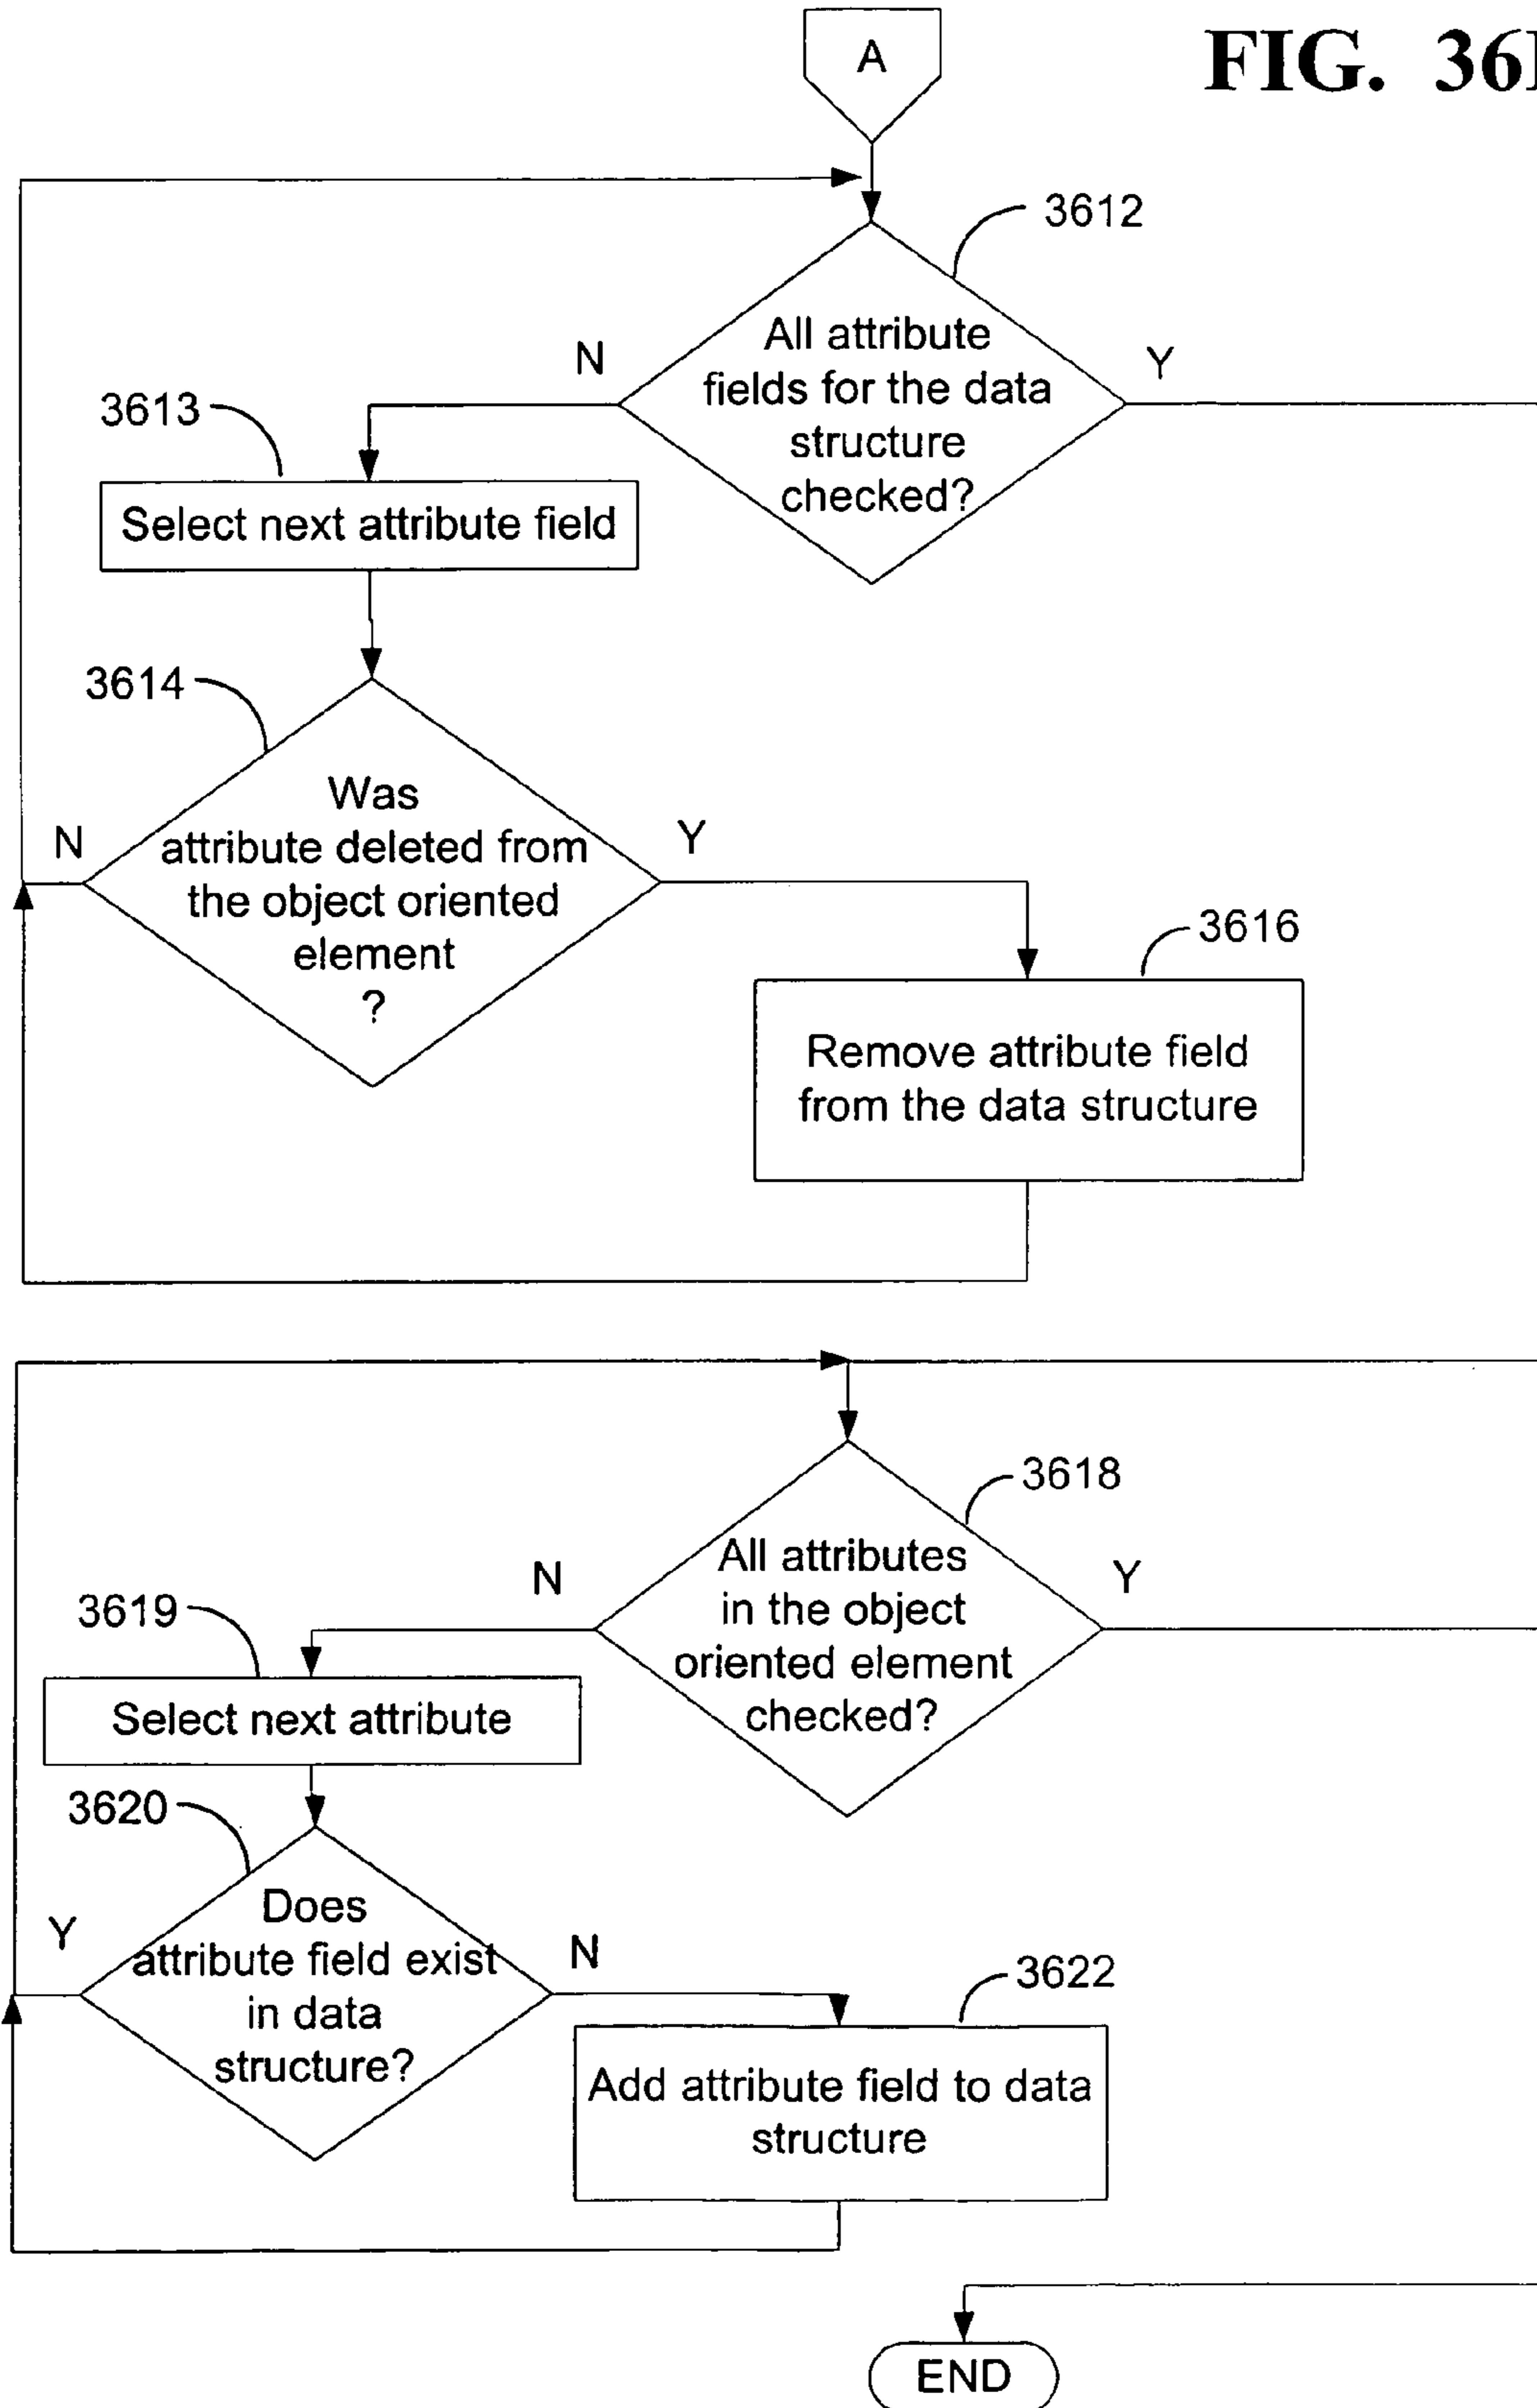 A
FIG. 36
3612
All attribute
fields for the data
structure
checked?
N
Y
3613
Select next attribute field
3614
Was
attribute deleted from
the object oriented
element
?
N
Y
3616
Remove attribute field
from the data structure
3618
All attributes
in the object
oriented element
checked?
N
Y
3619
Select next attribute
3620
Does
attribute field exist
in data
structure?
Y
N
3622
Add attribute field to data
structure
END